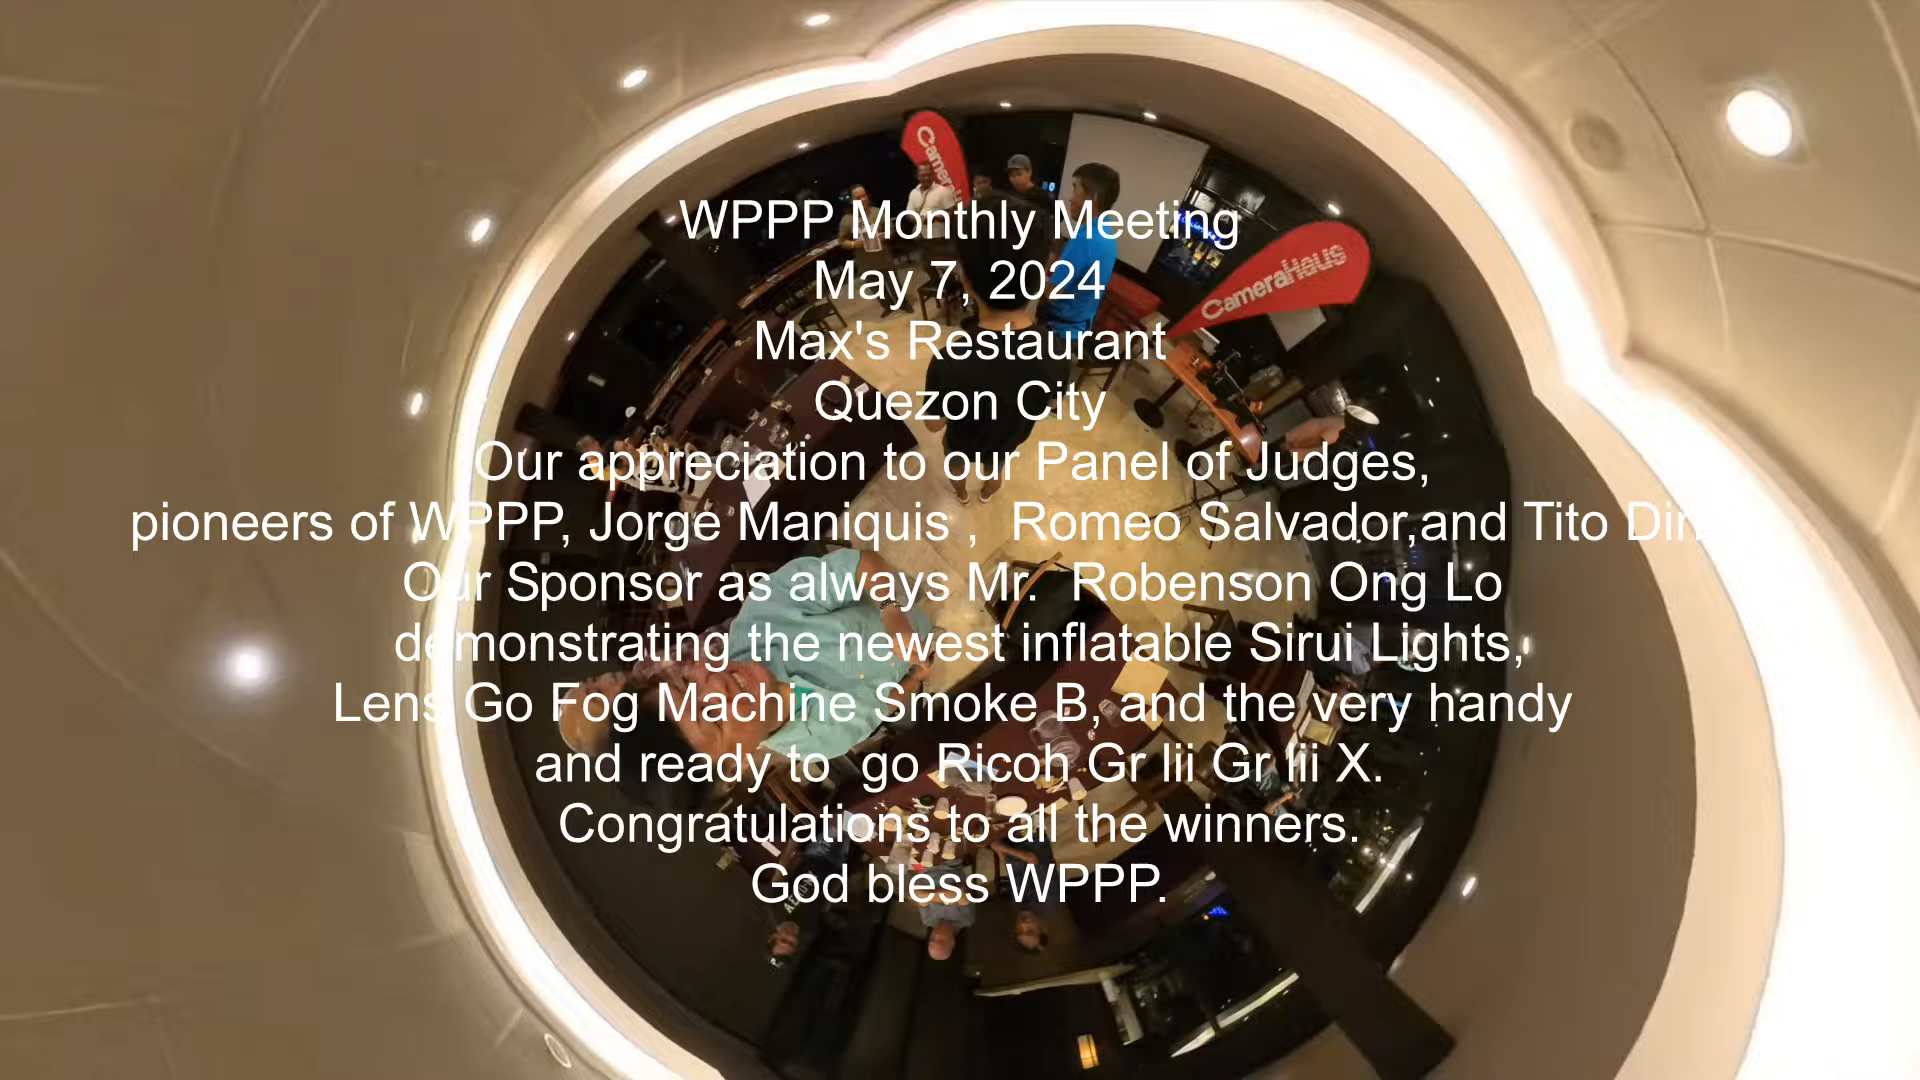 CameraHaus
WPPP Monthly Meeting
May 7, 2024
CameraHaus
Max's Restaurant
Quezon City
Our appreciation to our Panel of Judges,
pioneers of WPPP, Jorge Maniquis ,  Romeo Salvador,and Tito
Our Sponsor as always Mr.  Robenson Ong Lo
demonstrating the newest inflatable Sirui Lights,
Lens Go Fog Machine Smoke B, and the very handy
and ready to  go Ricoh Gr Iii Gr Iii X.
Congratulations to all the winners.
God bless WPPP.